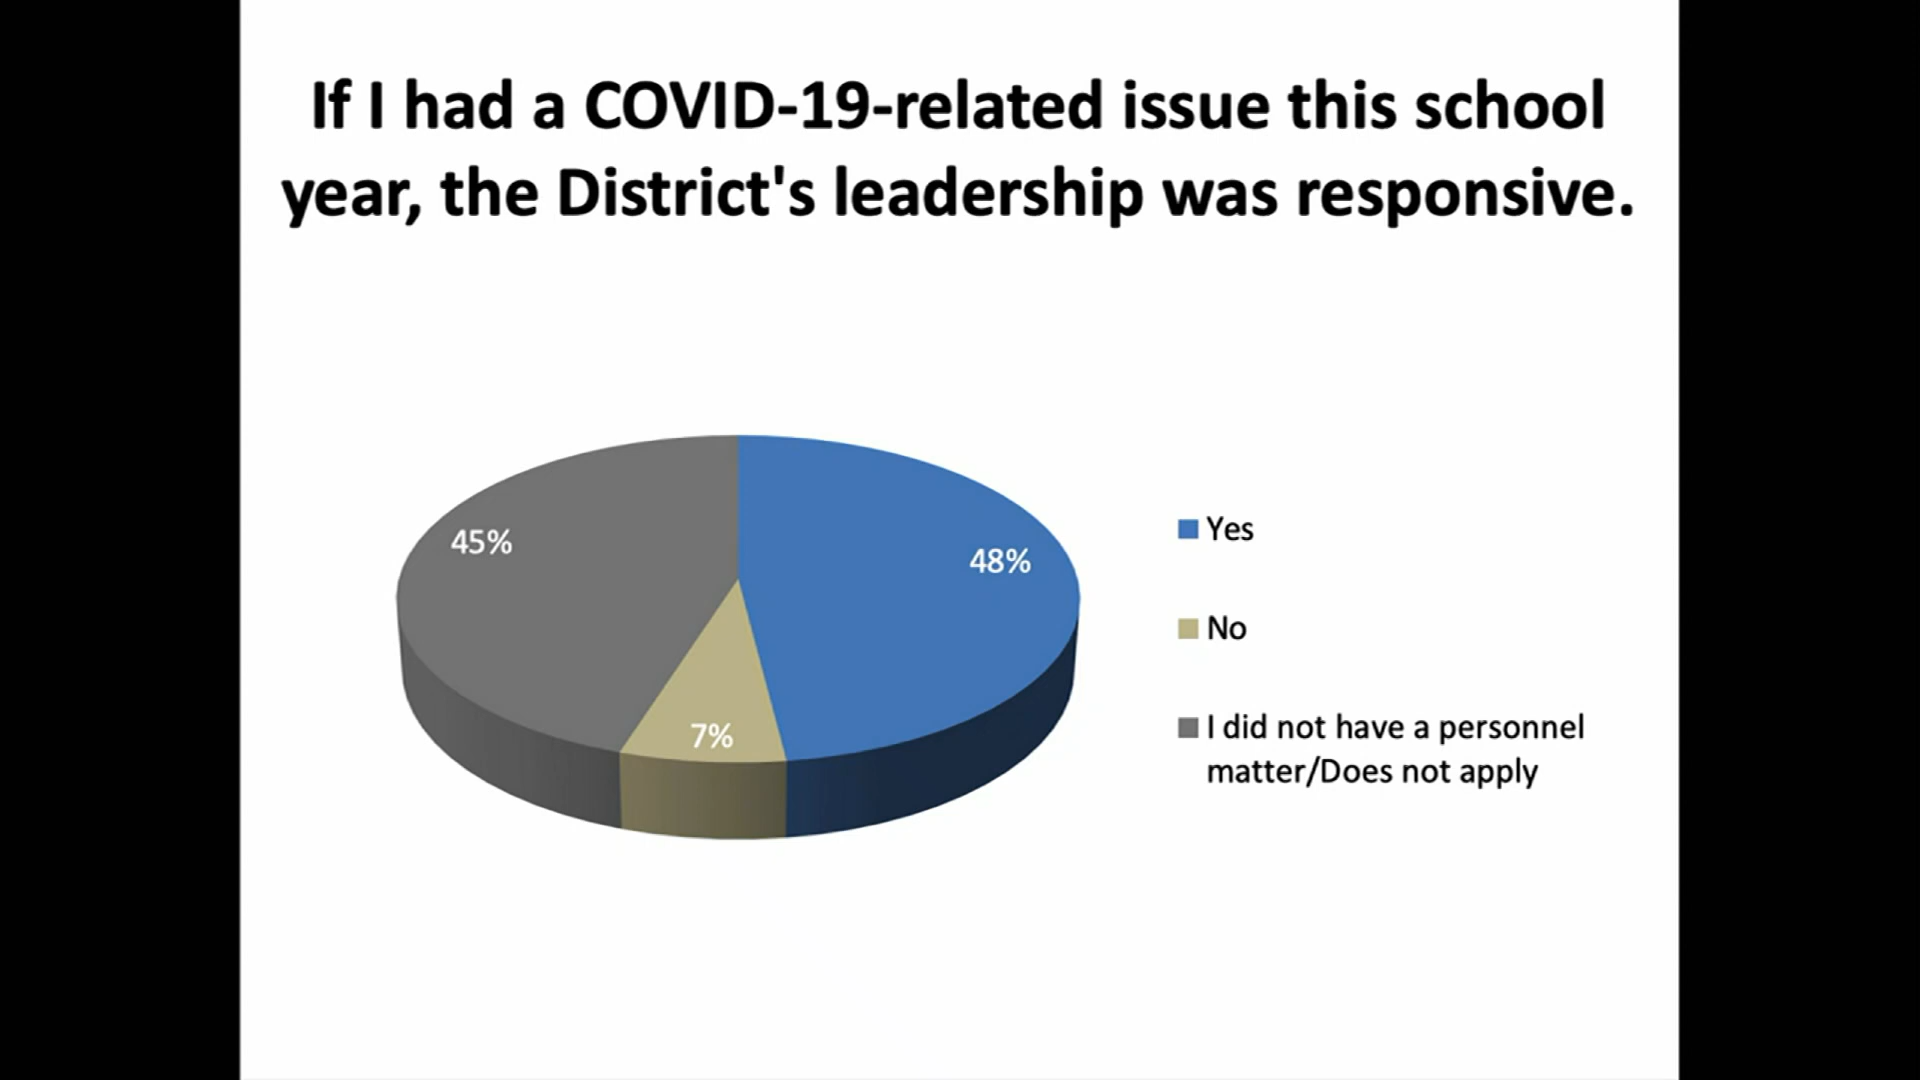 If I had a COVID-19-related issue this school
year, the District's leadership was responsive.
45%
48%
7%
Yes
No
I did not have a personnel
matter/Does not apply